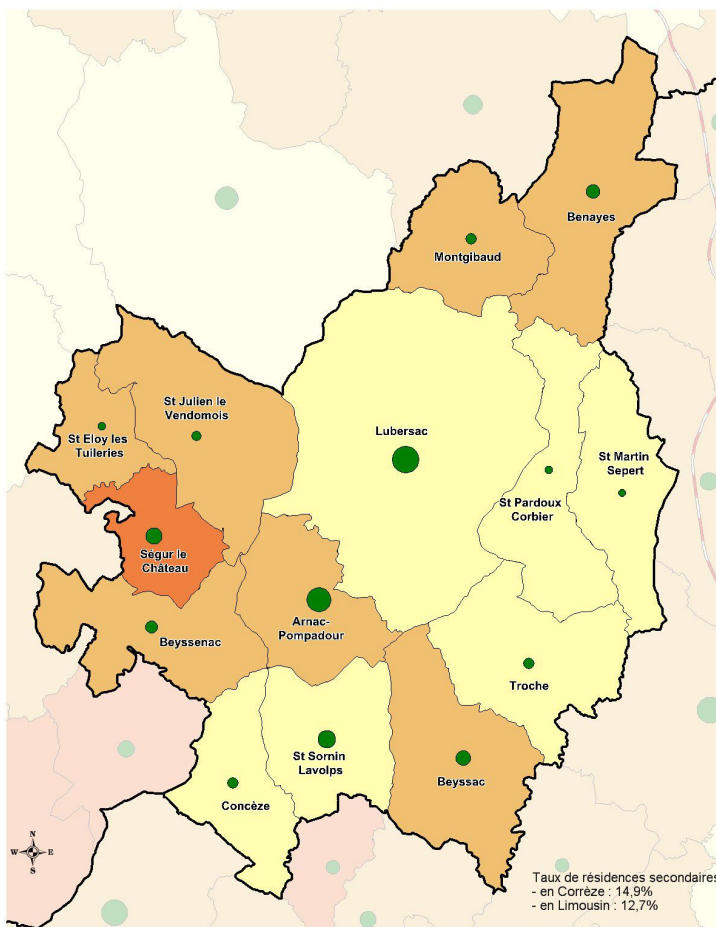 Benayes
Montgibaud
St Julien le
Vendomois
St Eloy les
Tuileries
Lubersac
St Martin
Sepert
St Pardoux
Corbier
Ségur le
Château
Arnac-
Pompadour
Beyssenac
Troche
St Sornin
Lavolps
Beyssac
Concèze
N
W E
S
Taux de résidences secondaires
- en Corrèze : 14,9%
- en Limousin : 12,7%